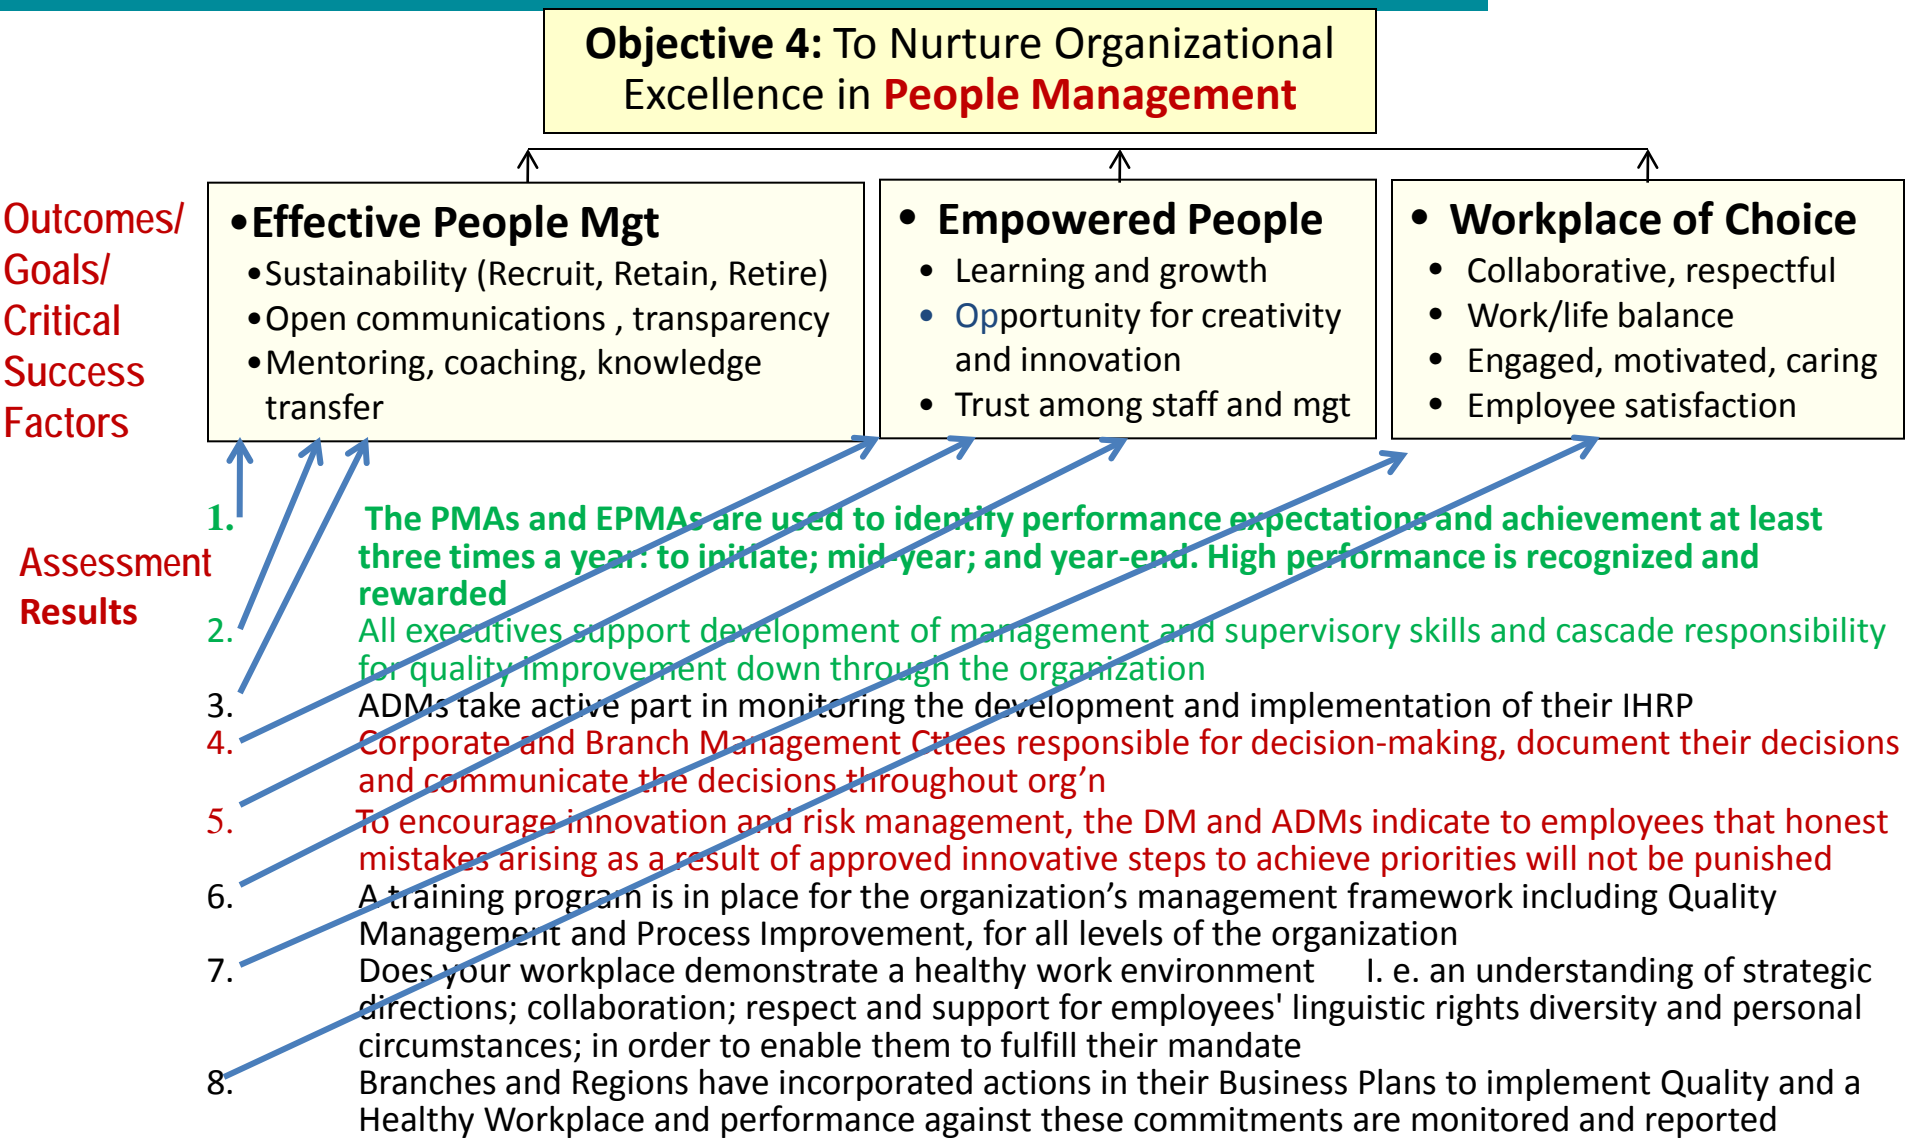 Objective 4: To Nurture Organizational
Excellence in People Management
Outcomes/
Goals/
Critical
Success
Factors
•Effective People Mgt
•Sustainability (Recruit, Retain, Retire)
•Open communications , transparency
•Mentoring, coaching, knowledge
transfer
• Empowered People
• Learning and growth
• Opportunity for creativity
and innovation
• Trust among staff and mgt
• Workplace of Choice
• Collaborative, respectful
• Work/life balance
• Engaged, motivated, caring
• Employee satisfaction
Assessment
Results
1. The PMAs and EPMAs are used to identify performance expectations and achievement at least
three times a year: to initiate; mid-year; and year-end. High performance is recognized and
rewarded
2. All executives support development of management and supervisory skills and cascade responsibility
for quality improvement down through the organization
3. ADMs take active part in monitoring the development and implementation of their IHRP
4. Corporate and Branch Management Cttees responsible for decision-making, document their decisions
and communicate the decisions throughout org’n
5. To encourage innovation and risk management, the DM and ADMs indicate to employees that honest
mistakes arising as a result of approved innovative steps to achieve priorities will not be punished
6. A training program is in place for the organization’s management framework including Quality
Management and Process Improvement, for all levels of the organization
7. Does your workplace demonstrate a healthy work environment I. e. an understanding of strategic
directions; collaboration; respect and support for employees' linguistic rights diversity and personal
circumstances; in order to enable them to fulfill their mandate
8. Branches and Regions have incorporated actions in their Business Plans to implement Quality and a
Healthy Workplace and performance against these commitments are monitored and reported